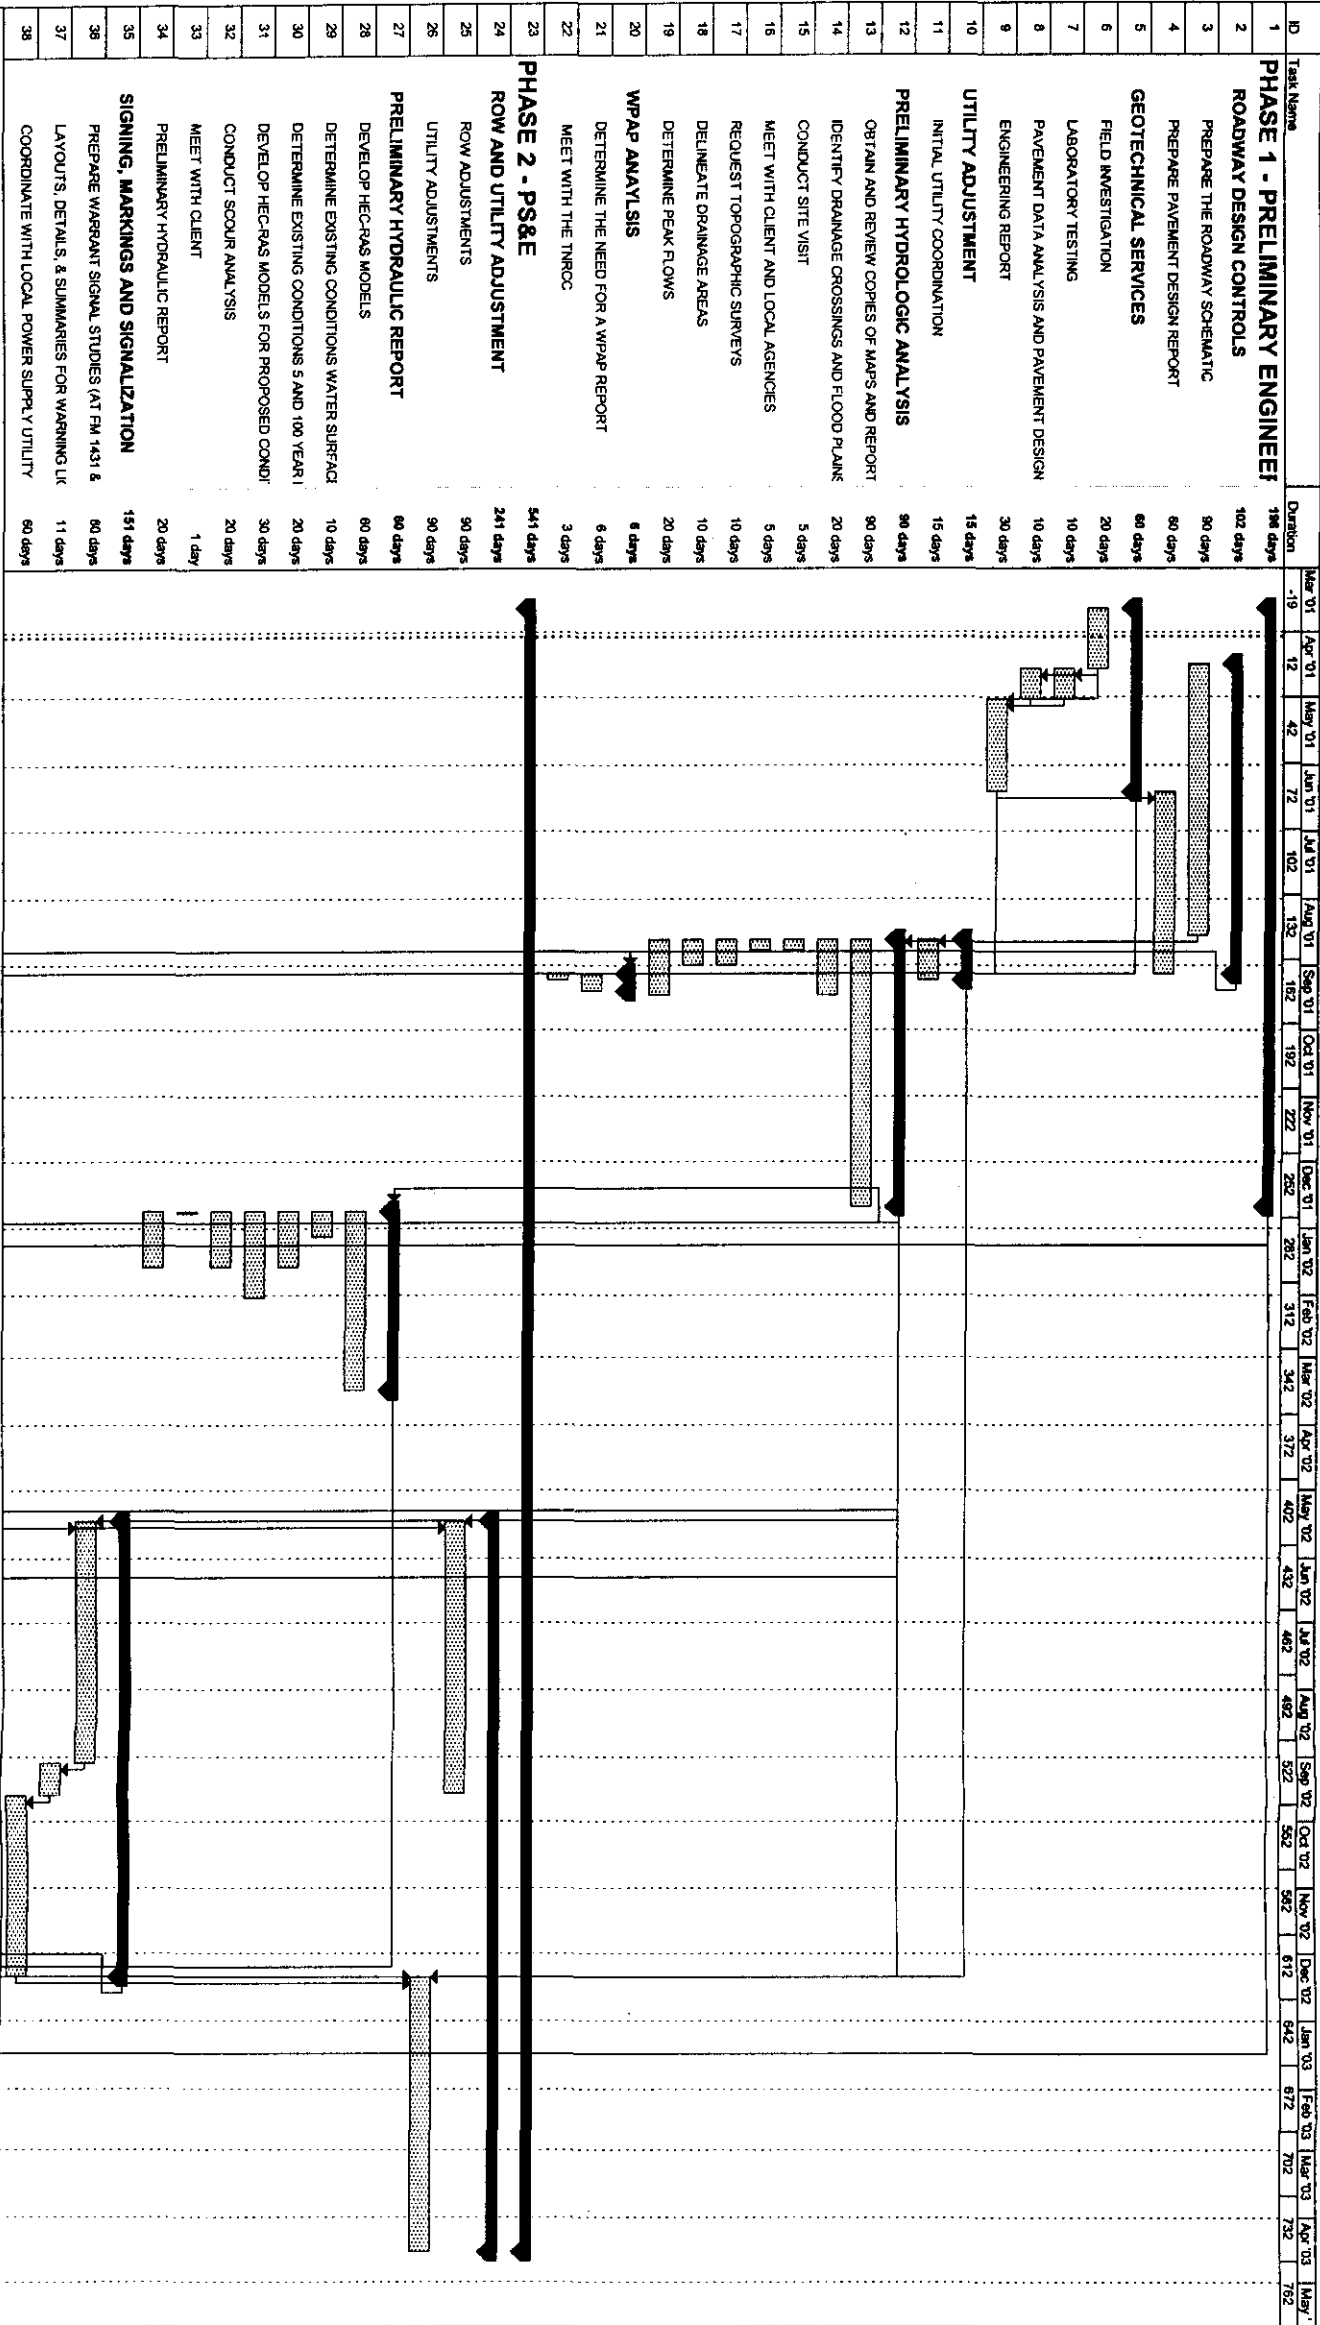 ID Task Name Duration Mar '01 Apr '01 May '01 Jun '01 Jul '01 Aug '01 Sep '01 Oct '01 Nov '01 Dec '01 Jan '02 Feb '02 Mar '02 Apr '02 May '02 Jun '02 Jul '02 Aug '02 Sep '02 Oct '02 Nov '02 Dec '02 Jan '03 Feb '03 Mar '03 Apr '03 May '
-19 12 42 72 102 132 162 192 222 252 282 312 342 372 402 432 462 492 522 552 582 612 642 672 702 732 762
1 PHASE 1 - PRELIMINARY ENGINEER 198 days
2 ROADWAY DESIGN CONTROLS 102 days
3 PREPARE THE ROADWAY SCHEMATIC 90 days
4 PREPARE PAVEMENT DESIGN REPORT 60 days
5 GEOTECHNICAL SERVICES 60 days
6 FIELD INVESTIGATION 20 days
7 LABORATORY TESTING 10 days
8 PAVEMENT DATA ANALYSIS AND PAVEMENT DESIGN 10 days
9 ENGINEERING REPORT 30 days
10 UTILITY ADJUSTMENT 15 days
11 INITIAL UTILITY COORDINATION 15 days
12 PRELIMINARY HYDROLOGIC ANALYSIS 90 days
13 OBTAIN AND REVIEW COPIES OF MAPS AND REPORT 90 days
14 IDENTIFY DRAINAGE CROSSINGS AND FLOOD PLAINS 20 days
15 CONDUCT SITE VISIT 5 days
16 MEET WITH CLIENT AND LOCAL AGENCIES 5 days
17 REQUEST TOPOGRAPHIC SURVEYS 10 days
18 DELINEATE DRAINAGE AREAS 10 days
19 DETERMINE PEAK FLOWS 20 days
20 WPAP ANAYLSIS 6 days
21 DETERMINE THE NEED FOR A WPAP REPORT 6 days
22 MEET WITH THE TNRCC 3 days
23 PHASE 2 - PS&E 541 days
24 ROW AND UTILITY ADJUSTMENT 241 days
25 ROW ADJUSTMENTS 90 days
26 UTILITY ADJUSTMENTS 90 days
27 PRELIMINARY HYDRAULIC REPORT 60 days
28 DEVELOP HEC-RAS MODELS 60 days
29 DETERMINE EXISTING CONDITIONS WATER SURFACE 10 days
30 DETERMINE EXISTING CONDITIONS 5 AND 100 YEAR 20 days
31 DEVELOP HEC-RAS MODELS FOR PROPOSED CONDI 30 days
32 CONDUCT SCOUR ANALYSIS 20 days
33 MEET WITH CLIENT 1 day
34 PRELIMINARY HYDRAULIC REPORT 20 days
35 SIGNING, MARKINGS AND SIGNALIZATION 151 days
36 PREPARE WARRANT SIGNAL STUDIES (AT FM 1431 & 80 days
37 LAYOUTS, DETAILS, & SUMMARIES FOR WARNING LI 11 days
38 COORDINATE WITH LOCAL POWER SUPPLY UTILITY 60 days